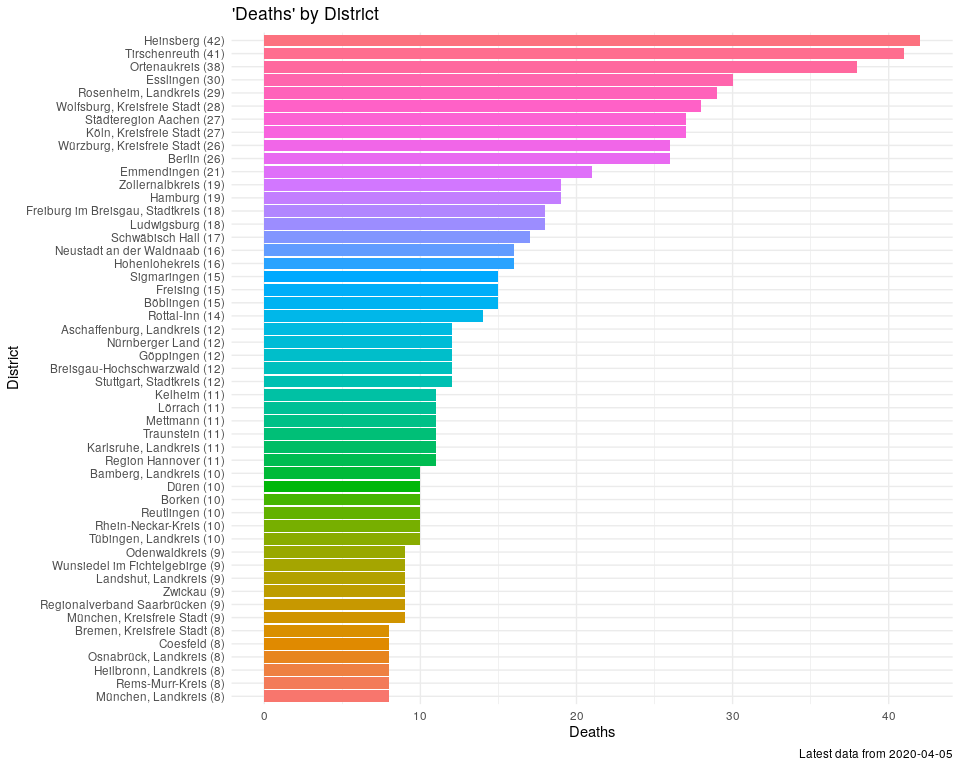 'Deaths' by District
Heinsberg (42)
Tirschenreuth (41)
Ortenaukreis (38)
Esslingen (30)
Rosenheim, Landkreis (29)
Wolfsburg, Kreisfreie Stadt (28)
Städteregion Aachen (27)
Köln, Kreisfreie Stadt (27)
Würzburg, Kreisfreie Stadt (26)
Berlin (26)
Emmendingen (21)
Zollernalbkreis (19)
Hamburg (19)
Freiburg im Breisgau, Stadtkreis (18)
Ludwigsburg (18)
Schwäbisch Hall (17)
Neustadt an der Waldnaab (16)
Hohenlohekreis (16)
Sigmaringen (15)
Freising (15)
Böblingen (15)
Rottal-Inn (14)
Aschaffenburg, Landkreis (12)
Nürnberger Land (12)
Göppingen (12)
Breisgau-Hochschwarzwald (12)
Stuttgart, Stadtkreis (12)
Kelheim (11)
Lörrach (11)
Mettmann (11)
Traunstein (11)
Karlsruhe, Landkreis (11)
Region Hannover (11)
Bamberg, Landkreis (10)
Düren (10)
Borken (10)
Reutlingen (10)
Rhein-Neckar-Kreis (10)
Tübingen, Landkreis (10)
Odenwaldkreis (9)
Wunsiedel im Fichtelgebirge (9)
Landshut, Landkreis (9)
Zwickau (9)
Regionalverband Saarbrücken (9)
München, Kreisfreie Stadt (9)
Bremen, Kreisfreie Stadt (8)
Coesfeld (8)
Osnabrück, Landkreis (8)
Heilbronn, Landkreis (8)
Rems-Murr-Kreis (8)
München, Landkreis (8)
District
0 10 20 30 40
Deaths
Latest data from 2020-04-05